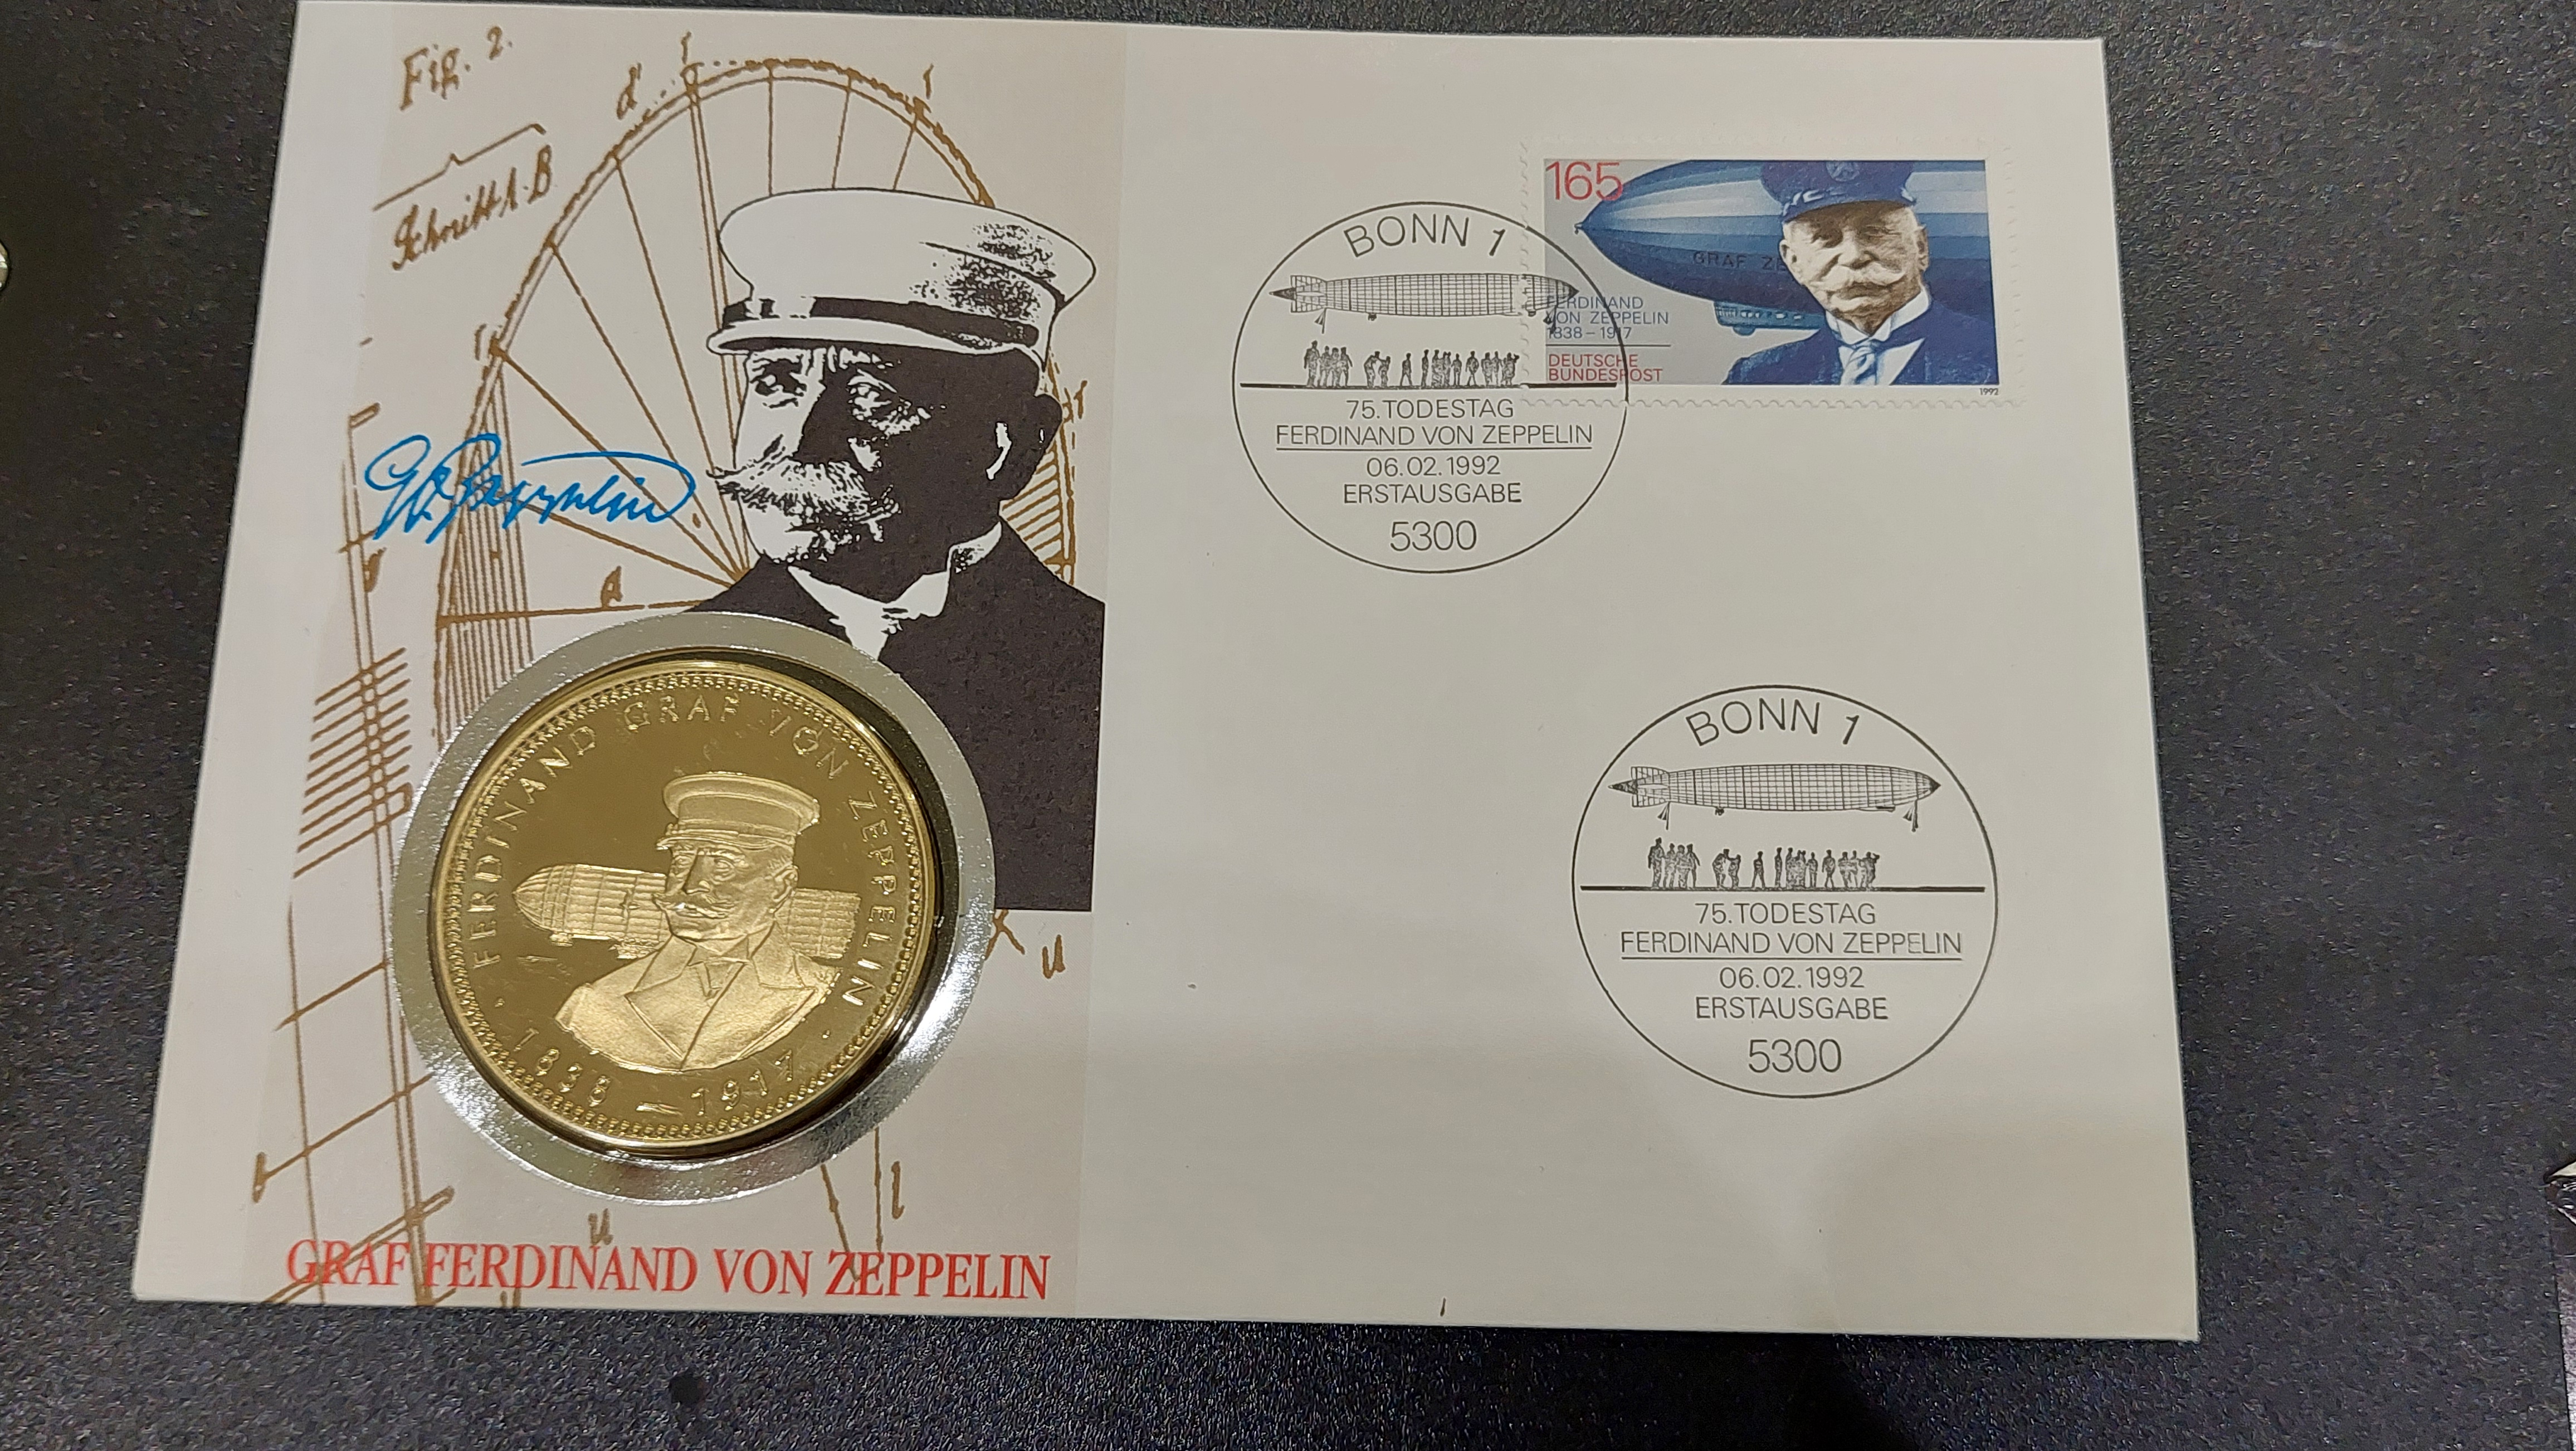 Fig. 2.
Schnitt A.B
GRAF FERDINAND VON ZEPPELIN
FERDINAND GRAF VON ZEPPELIN
1838 – 1917
165
GRAF ZE
FERDINAND
VON ZEPPELIN
1838 – 1917
DEUTSCHE
BUNDESPOST
1992
BONN 1
75. TODESTAG
FERDINAND VON ZEPPELIN
06.02.1992
ERSTAUSGABE
5300
BONN 1
75. TODESTAG
FERDINAND VON ZEPPELIN
06.02.1992
ERSTAUSGABE
5300